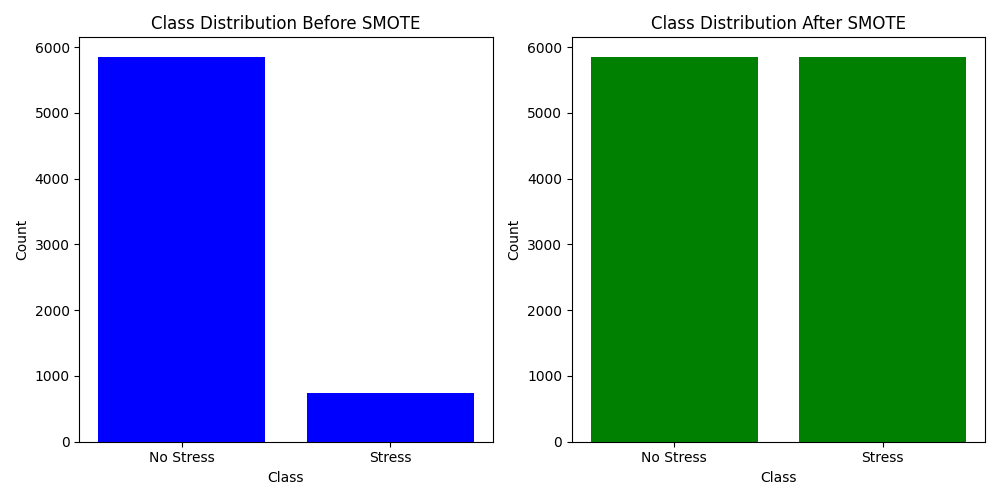 Class Distribution Before SMOTE
6000
5000
4000
3000
2000
1000
0
Count
No Stress
Stress
Class
Class Distribution After SMOTE
6000
5000
4000
3000
2000
1000
0
Count
No Stress
Stress
Class